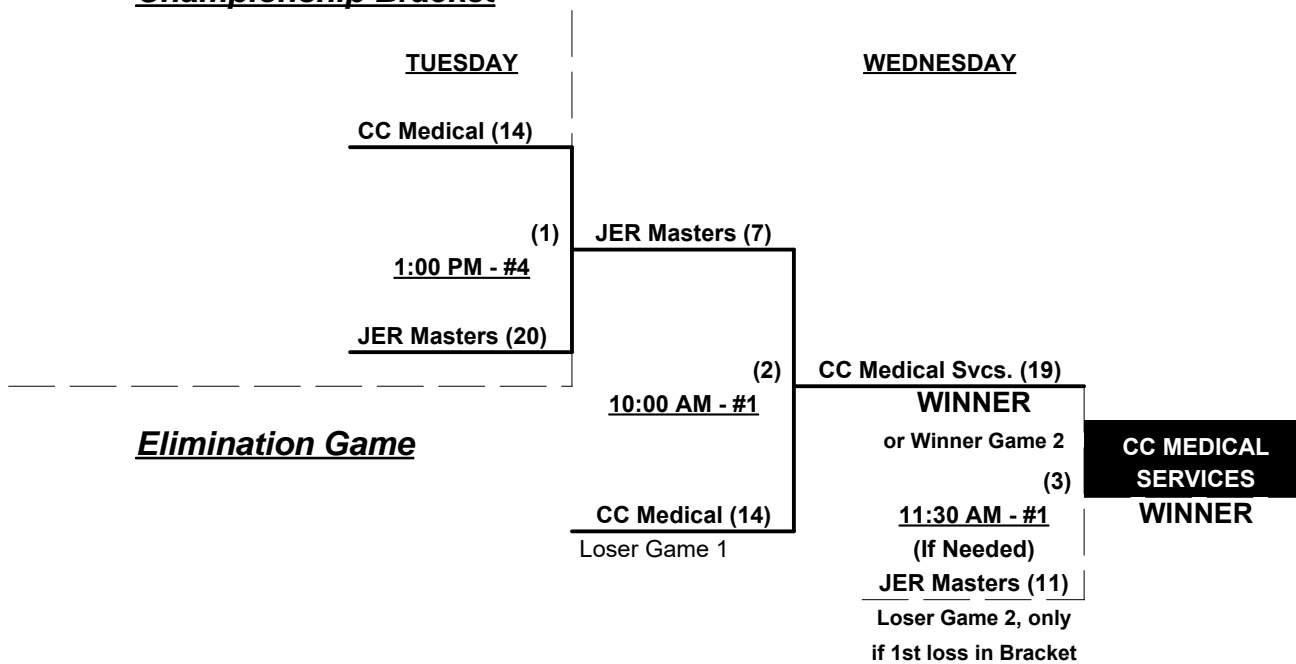 Championship Bracket
TUESDAY
WEDNESDAY
CC Medical (14)
(1)
JER Masters (7)
1:00 PM - #4
JER Masters (20)
(2)
CC Medical Svcs. (19)
10:00 AM - #1
WINNER
Elimination Game
or Winner Game 2
CC MEDICAL
SERVICES
(3)
WINNER
CC Medical (14)
11:30 AM - #1
Loser Game 1
(If Needed)
JER Masters (11)
Loser Game 2, only
if 1st loss in Bracket